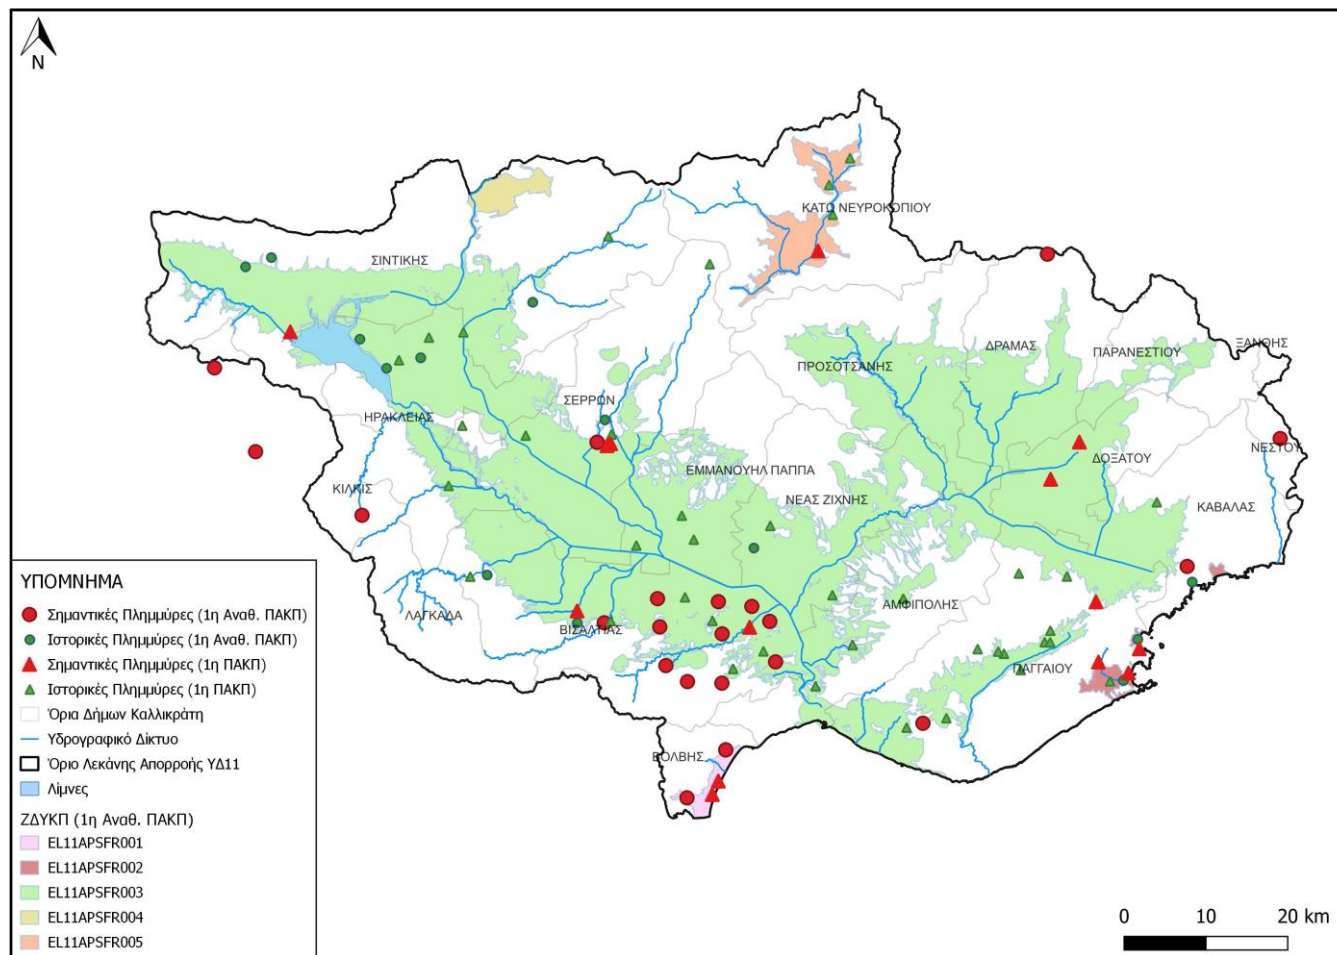 N
ΚΑΤΩ ΝΕΥΡΟΚΟΠΙΟΥ
ΣΙΝΤΙΚΗΣ
ΞΑΝΘΗΣ
ΔΡΑΜΑΣ
ΠΑΡΑΝΕΣΤΙΟΥ
ΠΡΟΣΟΤΣΑΝΗΣ
ΣΕΡΡΩΝ
ΗΡΑΚΛΕΙΑΣ
ΝΕΣΤΟΥ
ΔΟΞΑΤΟΥ
ΕΜΜΑΝΟΥΗΛ ΠΑΠΠΑ
ΚΙΛΚΙΣ
ΝΕΑΣ ΖΙΧΝΗΣ
ΚΑΒΑΛΑΣ
ΑΜΦΙΠΟΛΗΣ
ΛΑΓΚΑΔΑ
ΒΙΣΑΛΤΙΑΣ
ΠΑΓΓΑΙΟΥ
ΒΟΛΒΗΣ
ΥΠΟΜΝΗΜΑ
Σημαντικές Πλημμύρες (1η Αναθ. ΠΑΚΠ)
Ιστορικές Πλημμύρες (1η Αναθ. ΠΑΚΠ)
Σημαντικές Πλημμύρες (1η ΠΑΚΠ)
Ιστορικές Πλημμύρες (1η ΠΑΚΠ)
Όρια Δήμων Καλλικράτη
Υδρογραφικό Δίκτυο
Όριο Λεκάνης Απορροής ΥΔ11
Λίμνες
ΖΔΥΚΠ (1η Αναθ. ΠΑΚΠ)
EL11APSFR001
EL11APSFR002
EL11APSFR003
EL11APSFR004
EL11APSFR005
0 10 20 km